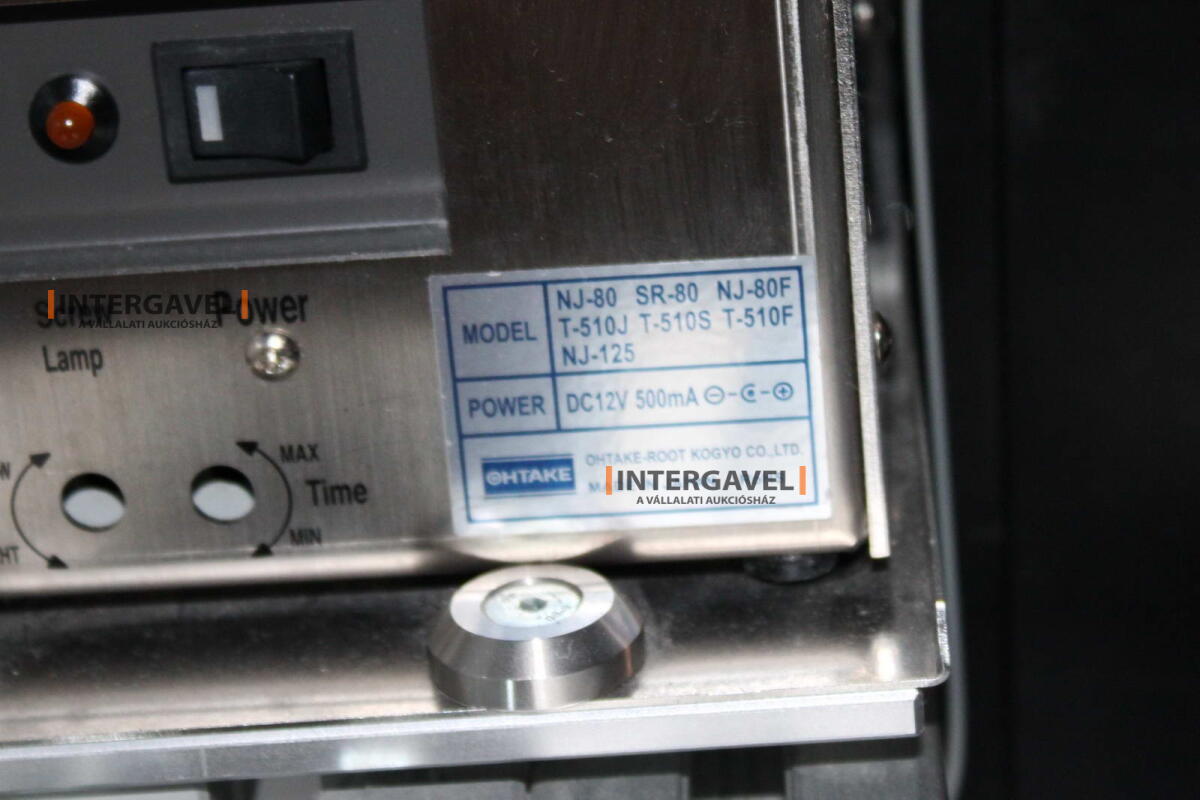 INTERGAVEL
A VÁLLALATI AUKCIÓSHÁZ
Screw Power
Lamp
MAX
Time
MIN
MODEL
NJ-80 SR-80 NJ-80F
T-510J T-510S T-510F
NJ-125
POWER DC12V 500mA
OHTAKE
OHTAKE-ROOT KOGYO CO.,LTD.
INTERGAVEL
A VÁLLALATI AUKCIÓSHÁZ